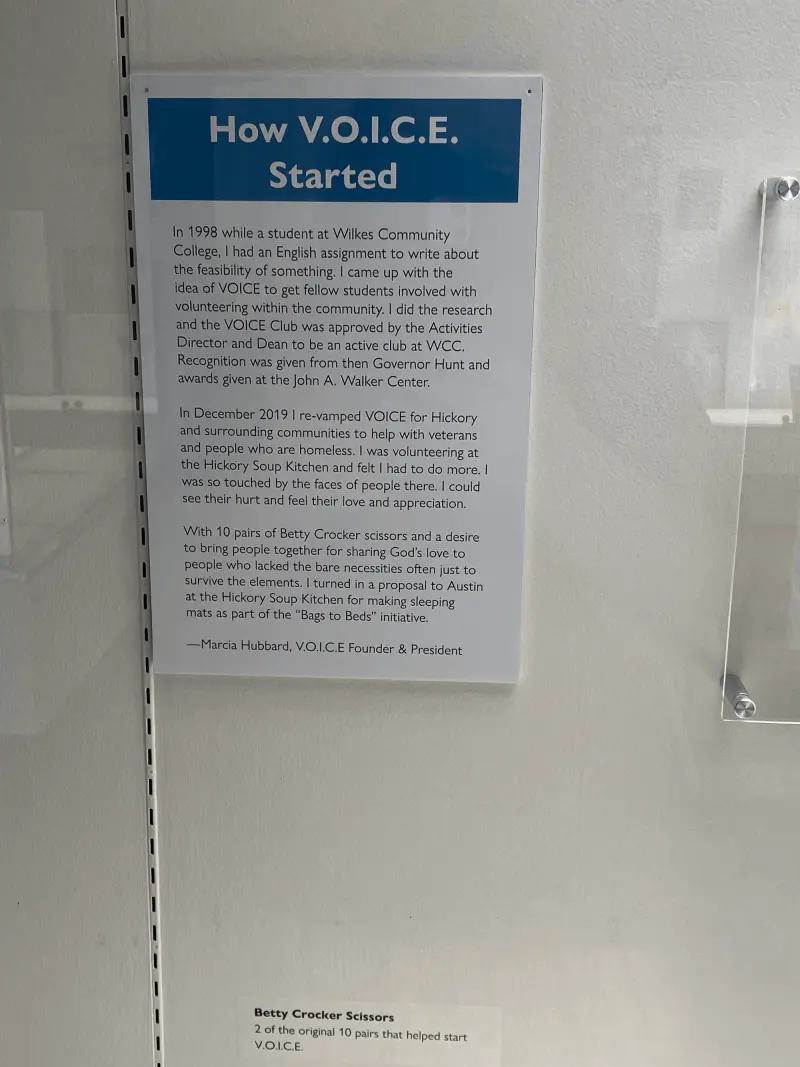 How V.O.I.C.E.
Started
In 1998 while a student at Wilkes Community
College, I had an English assignment to write about
the feasibility of something. I came up with the
idea of VOICE to get fellow students involved with
volunteering within the community. I did the research
and the VOICE Club was approved by the Activities
Director and Dean to be an active club at WCC.
Recognition was given from then Governor Hunt and
awards given at the John A. Walker Center.
In December 2019 I re-vamped VOICE for Hickory
and surrounding communities to help with veterans
and people who are homeless. I was volunteering at
the Hickory Soup Kitchen and felt I had to do more. I
was so touched by the faces of people there. I could
see their hurt and feel their love and appreciation.
With 10 pairs of Betty Crocker scissors and a desire
to bring people together for sharing God's love to
people who lacked the bare necessities often just to
survive the elements. I turned in a proposal to Austin
at the Hickory Soup Kitchen for making sleeping
mats as part of the "Bags to Beds" initiative.
—Marcia Hubbard, V.O.I.C.E Founder & President
Betty Crocker Scissors
2 of the original 10 pairs that helped start
V.O.I.C.E.